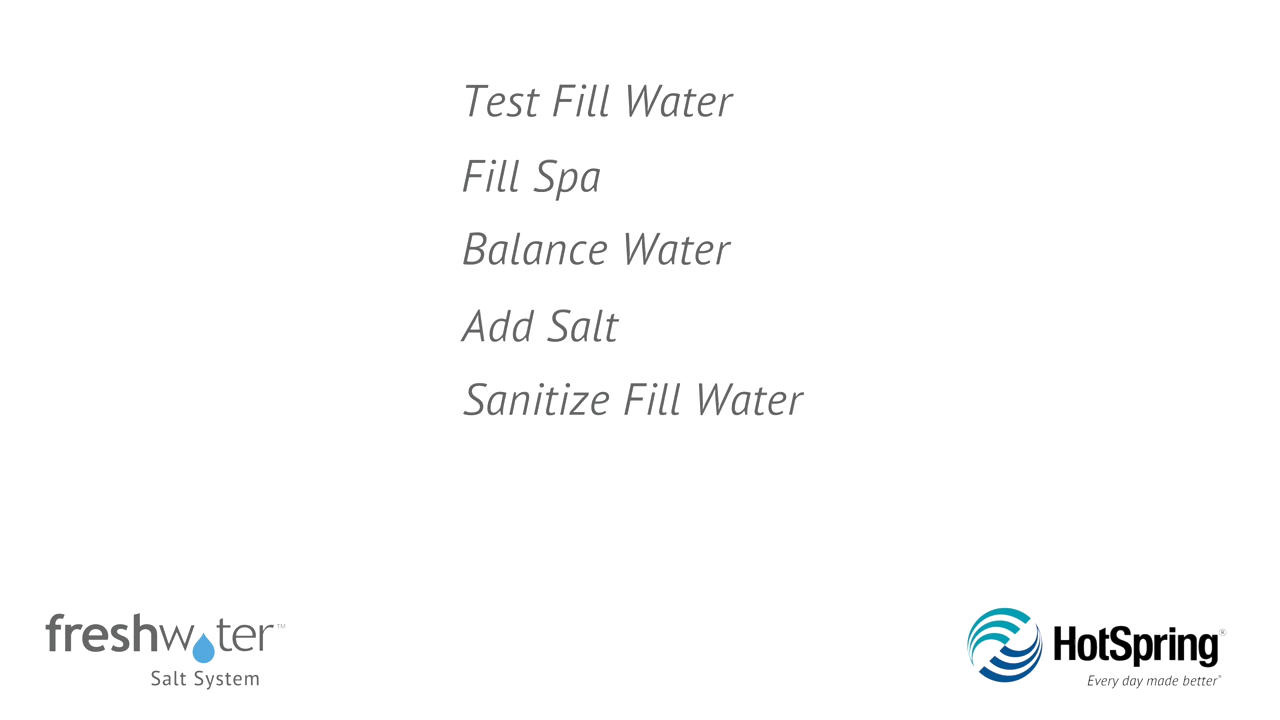 Test Fill Water
Fill Spa
Balance Water
Add Salt
Sanitize Fill Water
freshwater™
Salt System
HotSpring®
Every day made better®